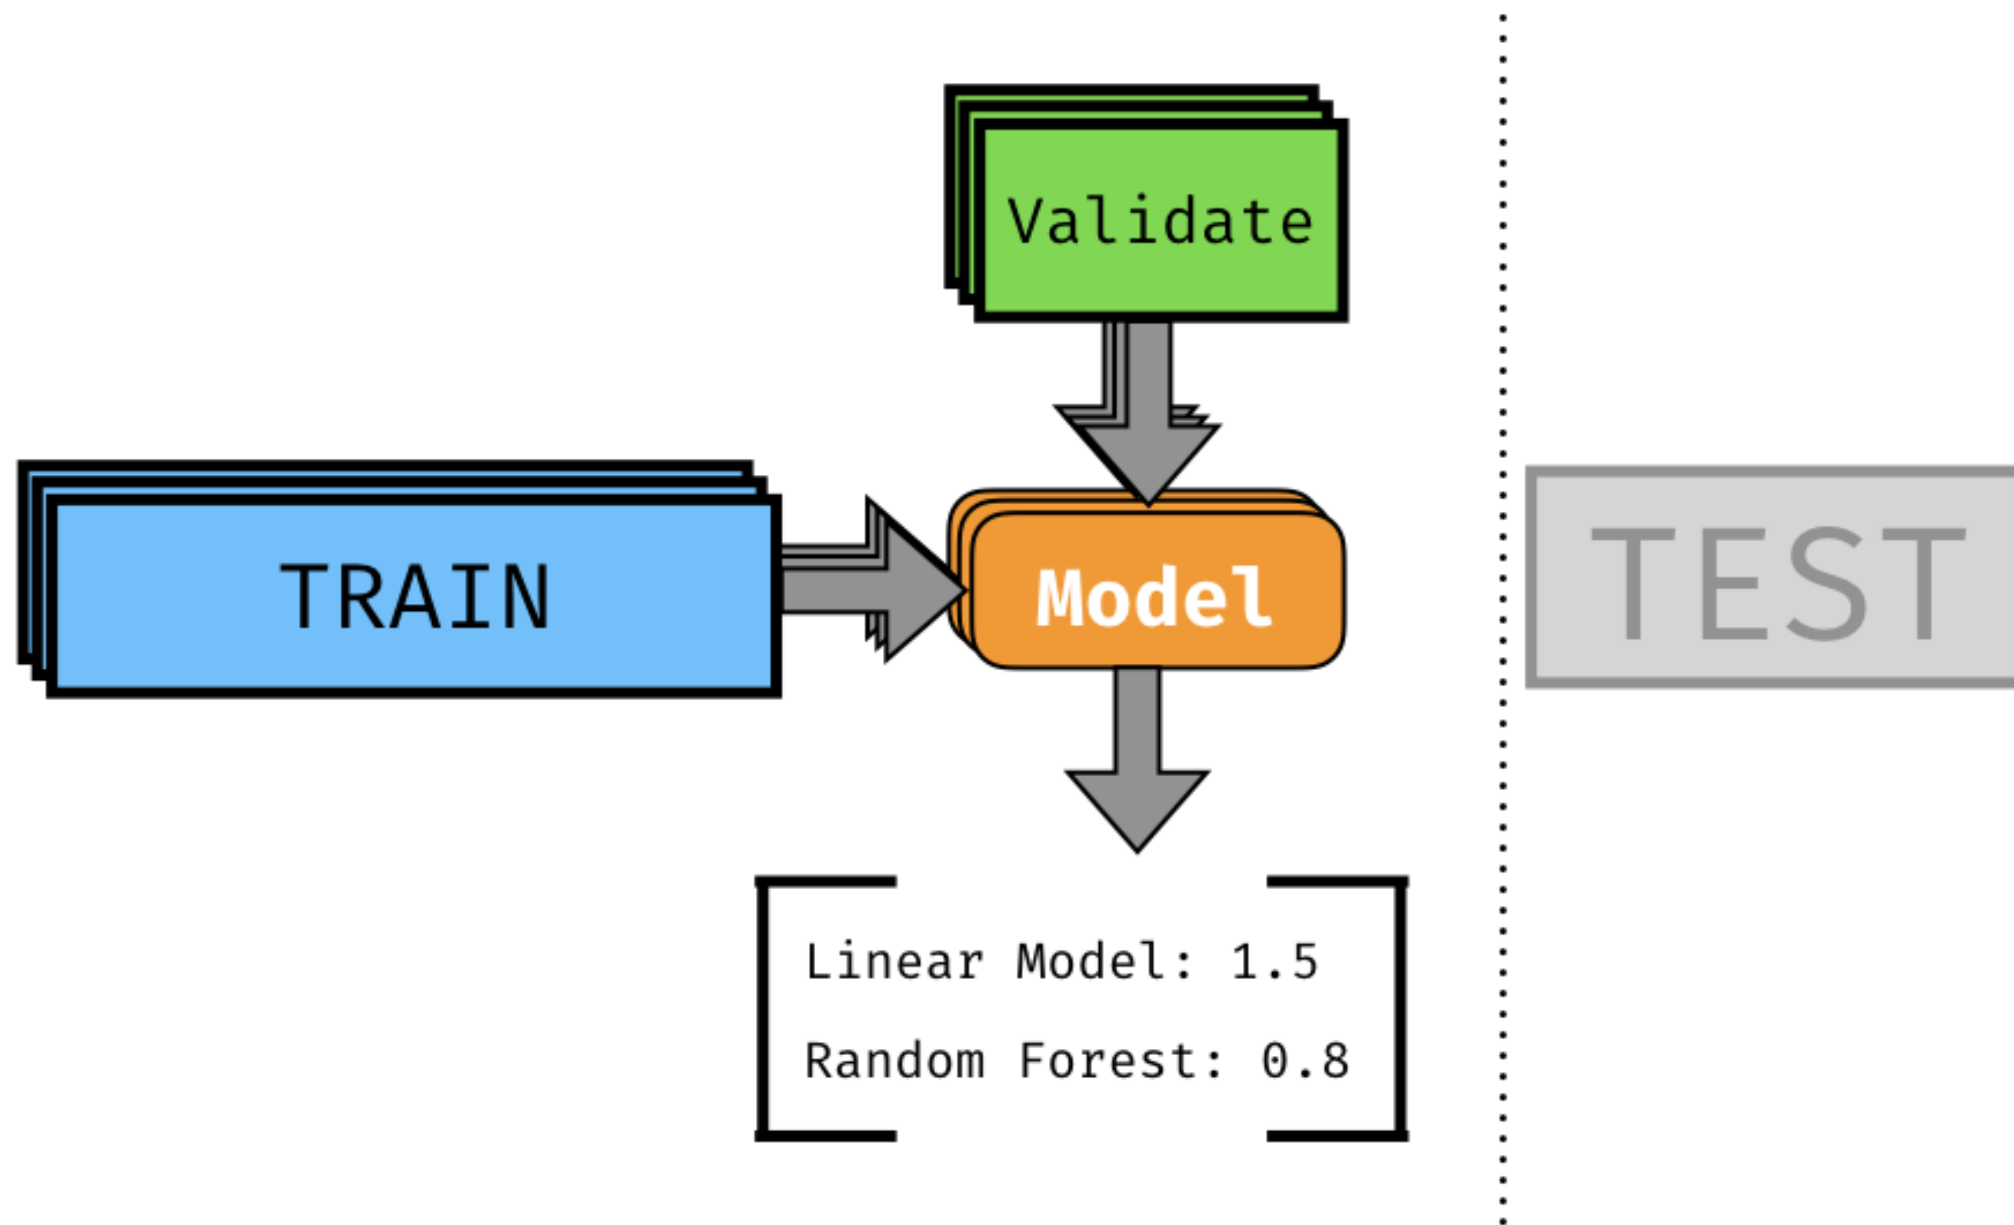 Validate
TRAIN
Model
TEST
Linear Model: 1.5
Random Forest: 0.8